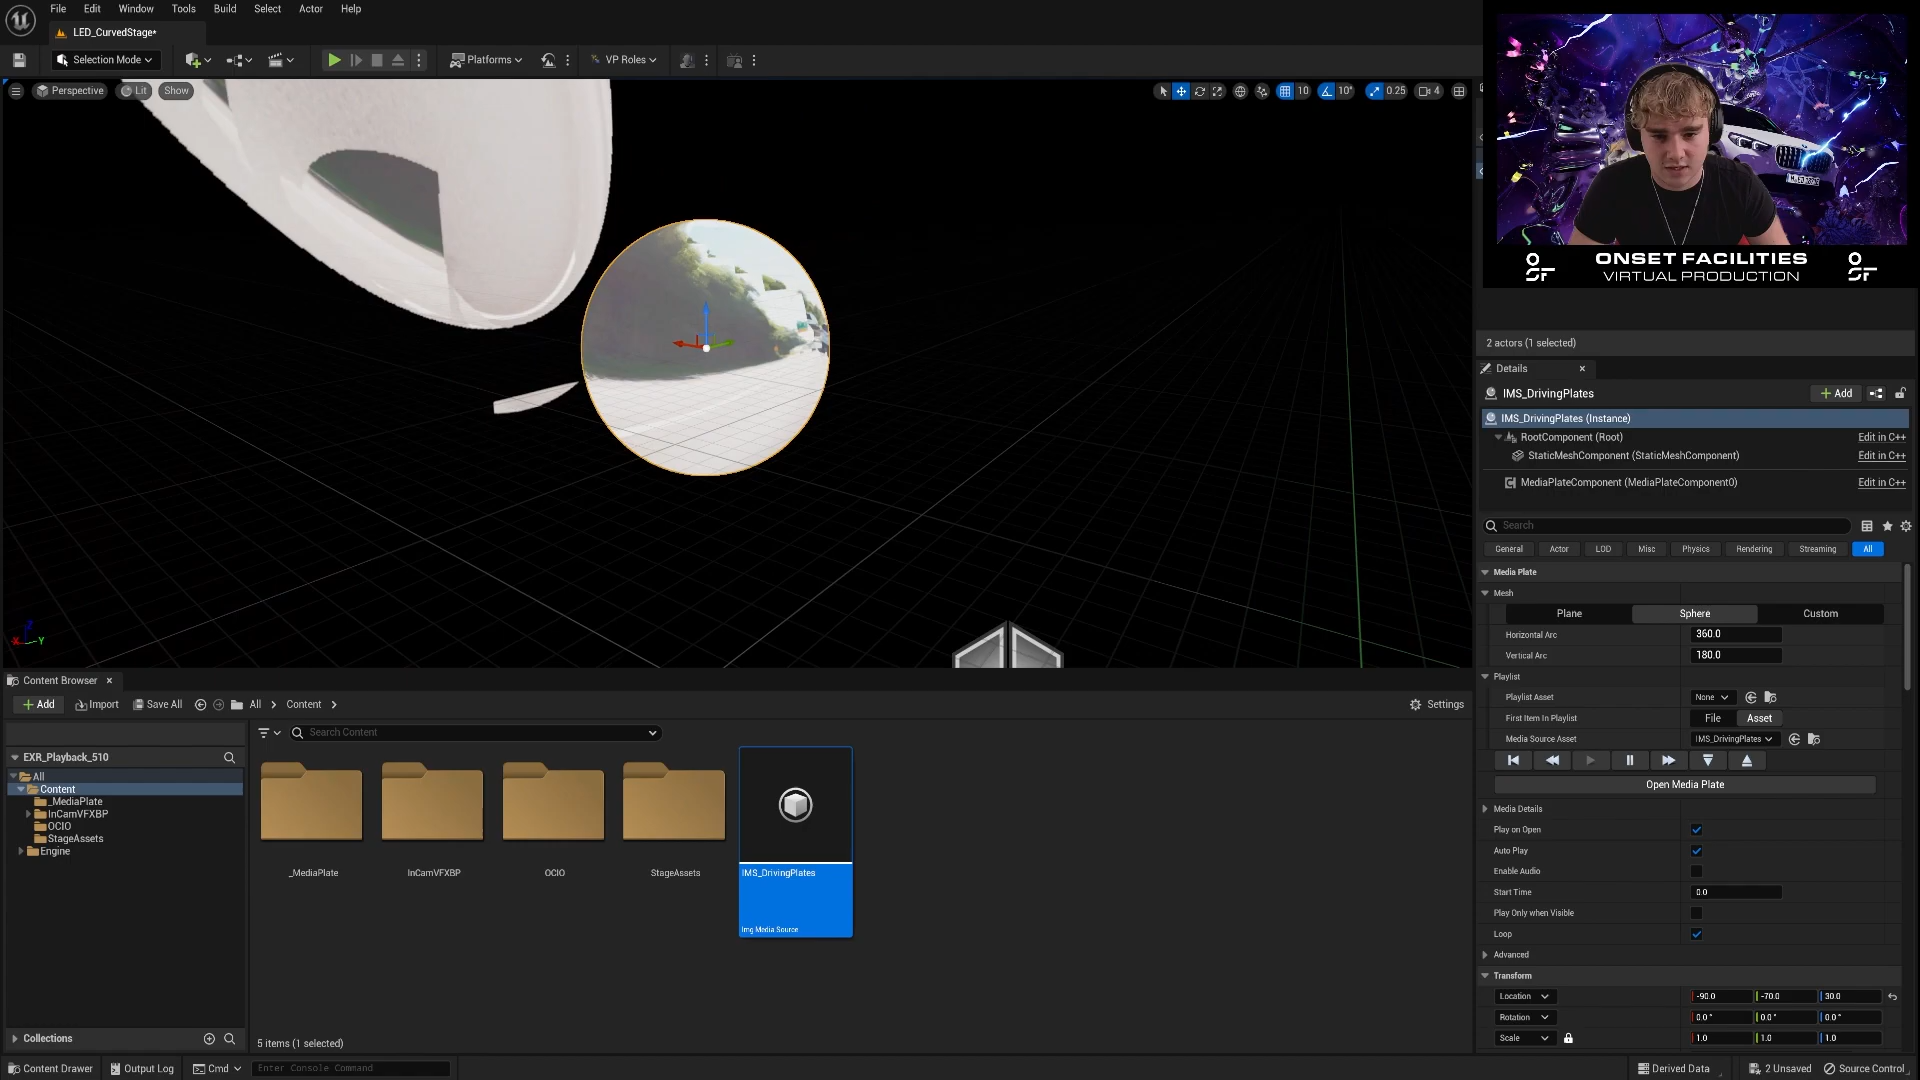 File Edit Window Tools Build Select Actor Help
LED_CurvedStage*
Selection Mode
Platforms
VP Roles
Perspective Lit Show
10 10° 0.25 4
Z
X
Y
ONSET FACILITIES
VIRTUAL PRODUCTION
OSF
OSF
2 actors (1 selected)
Details
IMS_DrivingPlates
Add
IMS_DrivingPlates (Instance)
RootComponent (Root) Edit in C++
StaticMeshComponent (StaticMeshComponent) Edit in C++
MediaPlateComponent (MediaPlateComponent0) Edit in C++
Search
General Actor LOD Misc Physics Rendering Streaming All
Media Plate
Mesh
Plane Sphere Custom
Horizontal Arc 360.0
Vertical Arc 180.0
Playlist
Playlist Asset None
First Item In Playlist File Asset
Media Source Asset IMS_DrivingPlates
Open Media Plate
Media Details
Play on Open
Auto Play
Enable Audio
Start Time 0.0
Play Only when Visible
Loop
Advanced
Transform
Location -90.0 -70.0 30.0
Rotation 0.0° 0.0° 0.0°
Scale 1.0 1.0 1.0
Content Browser
Add Import Save All All Content Settings
Search Content
EXR_Playback_510
All
Content
_MediaPlate
InCamVFXBP
OCIO
StageAssets
Engine
_MediaPlate InCamVFXBP OCIO StageAssets IMS_DrivingPlates
Img Media Source
Collections
5 items (1 selected)
Content Drawer Output Log Cmd Enter Console Command Derived Data 2 Unsaved Source Control